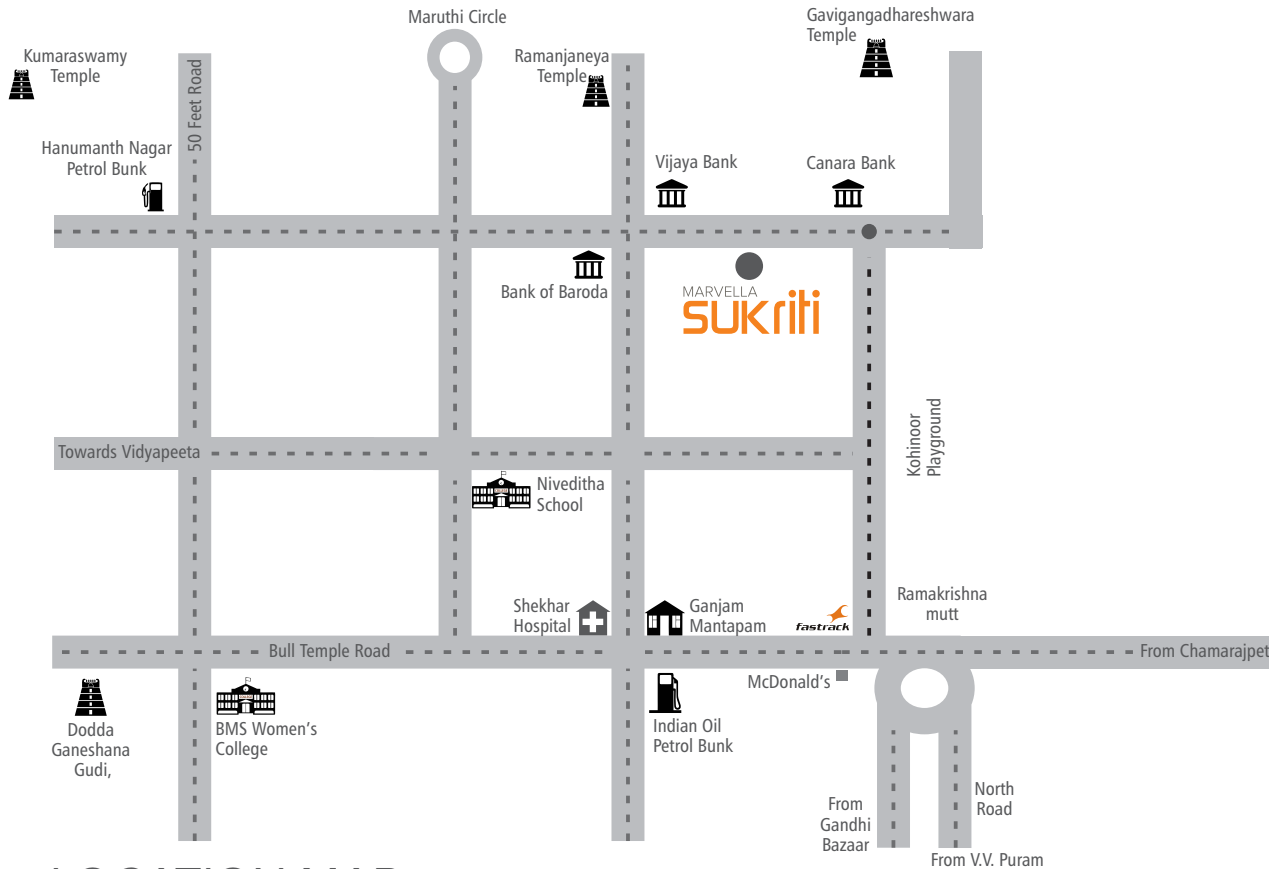 Maruthi Circle
Gavigangadhareshwara
Temple
Kumaraswamy
Temple
Ramanjaneya
Temple
50 Feet Road
Hanumanth Nagar
Petrol Bunk
Vijaya Bank
Canara Bank
Bank of Baroda
MARVELLA
sukriti
Kohinoor
Playground
Towards Vidyapeeta
Niveditha
School
Shekhar
Hospital
Ganjam
Mantapam
fastrack
Ramakrishna
mutt
Bull Temple Road
From Chamarajpet
McDonald's
Dodda
Ganeshana
Gudi,
BMS Women's
College
Indian Oil
Petrol Bunk
From
Gandhi
Bazaar
North
Road
From V.V. Puram
LOCATION MAP